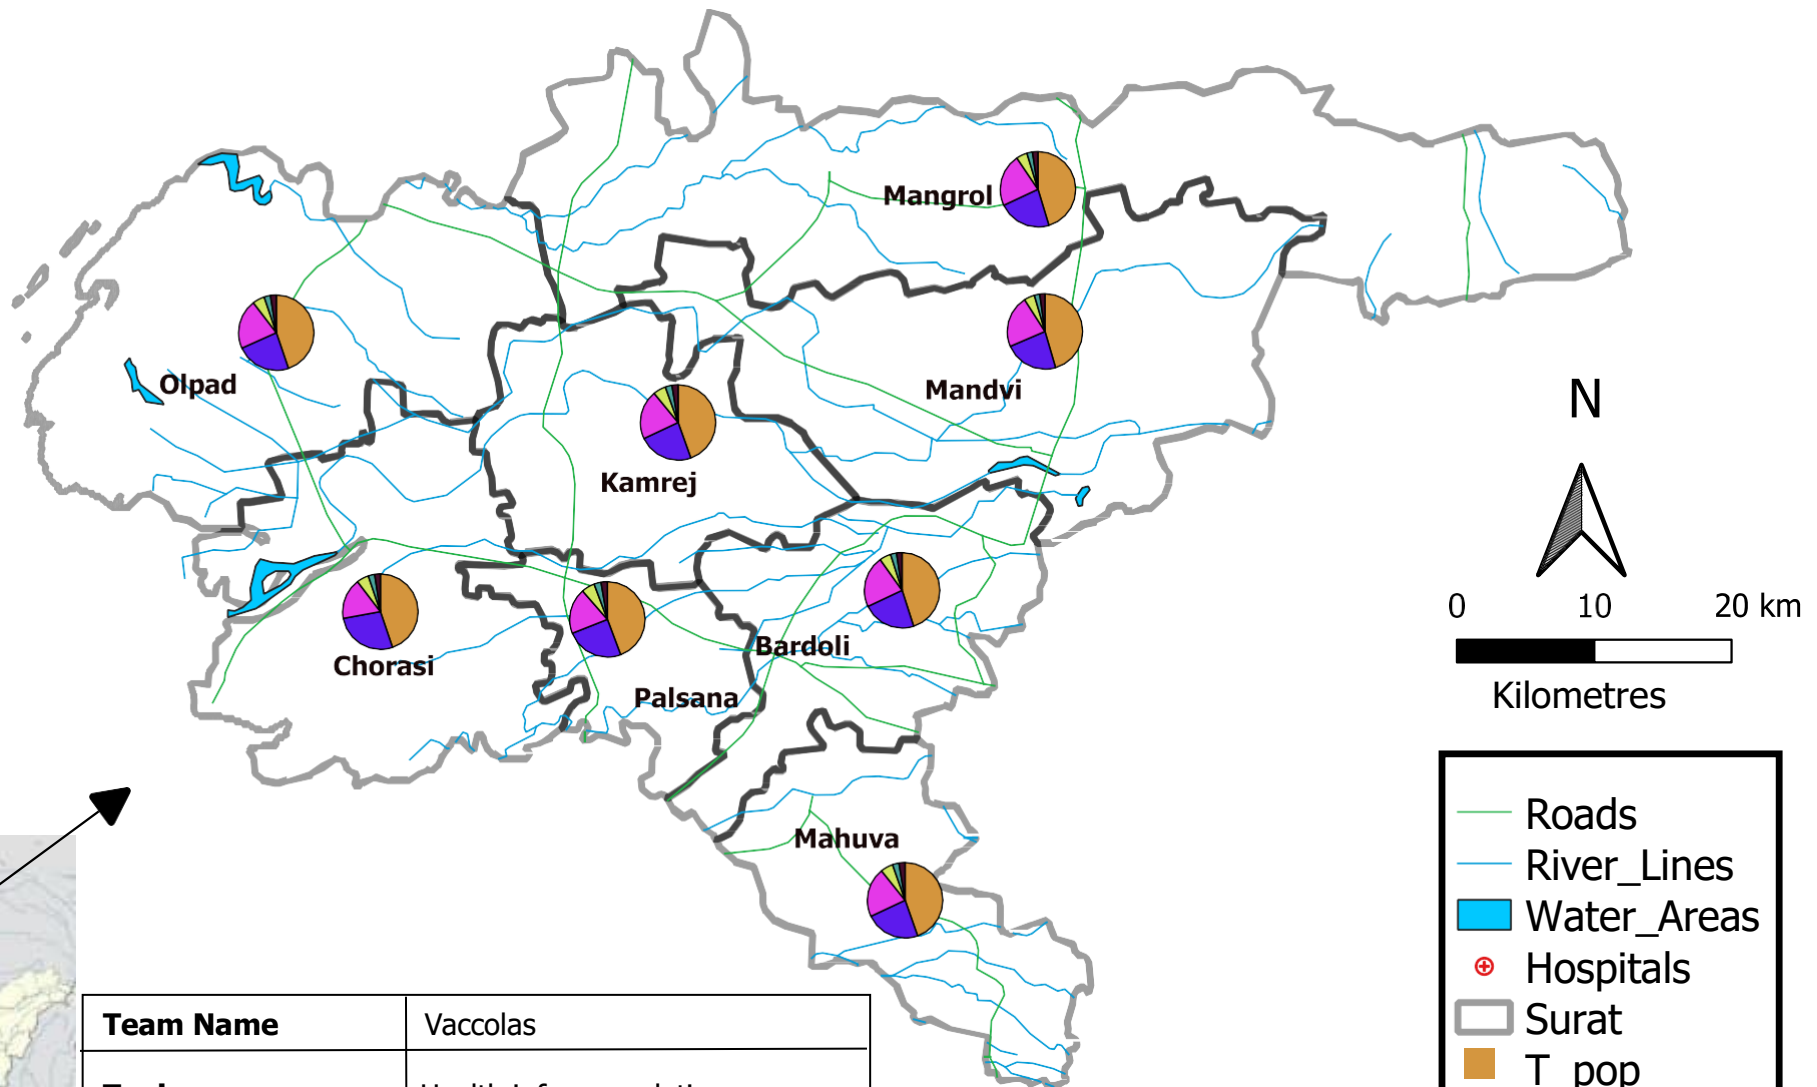 Mangrol
Olpad
Mandvi
Kamrej
Chorasi
Bardoli
Palsana
Mahuva
N
0 10 20 km
Kilometres
Roads
River_Lines
Water_Areas
Hospitals
Surat
T_pop
Team Name Vaccolas